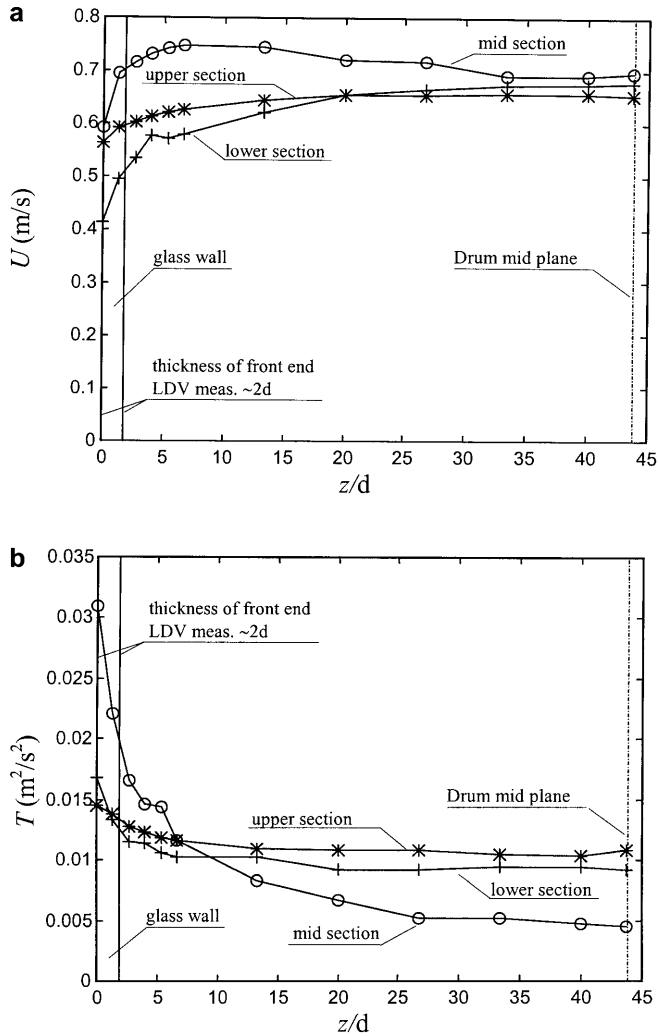 a
0.8
0.7
0.6
0.5
0.4
0.3
0.2
0.1
0
U (m/s)
mid section
upper section
lower section
glass wall
Drum mid plane
thickness of front end
LDV meas. ~2d
0 5 10 15 20 25 30 35 40 45
z/d
b
0.035
0.03
0.025
0.02
0.015
0.01
0.005
0
T (m²/s²)
thickness of front end
LDV meas. ~2d
Drum mid plane
upper section
lower section
glass wall
mid section
0 5 10 15 20 25 30 35 40 45
z/d